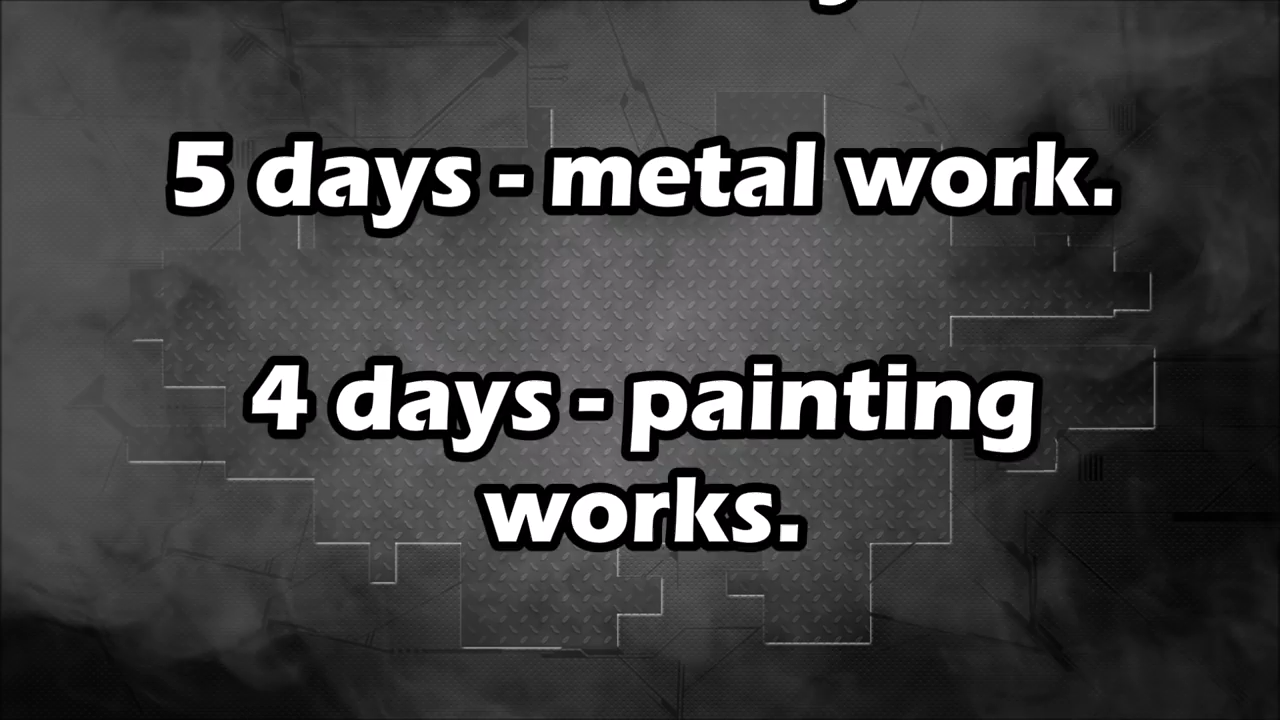 5 days - metal work.
4 days - painting
works.